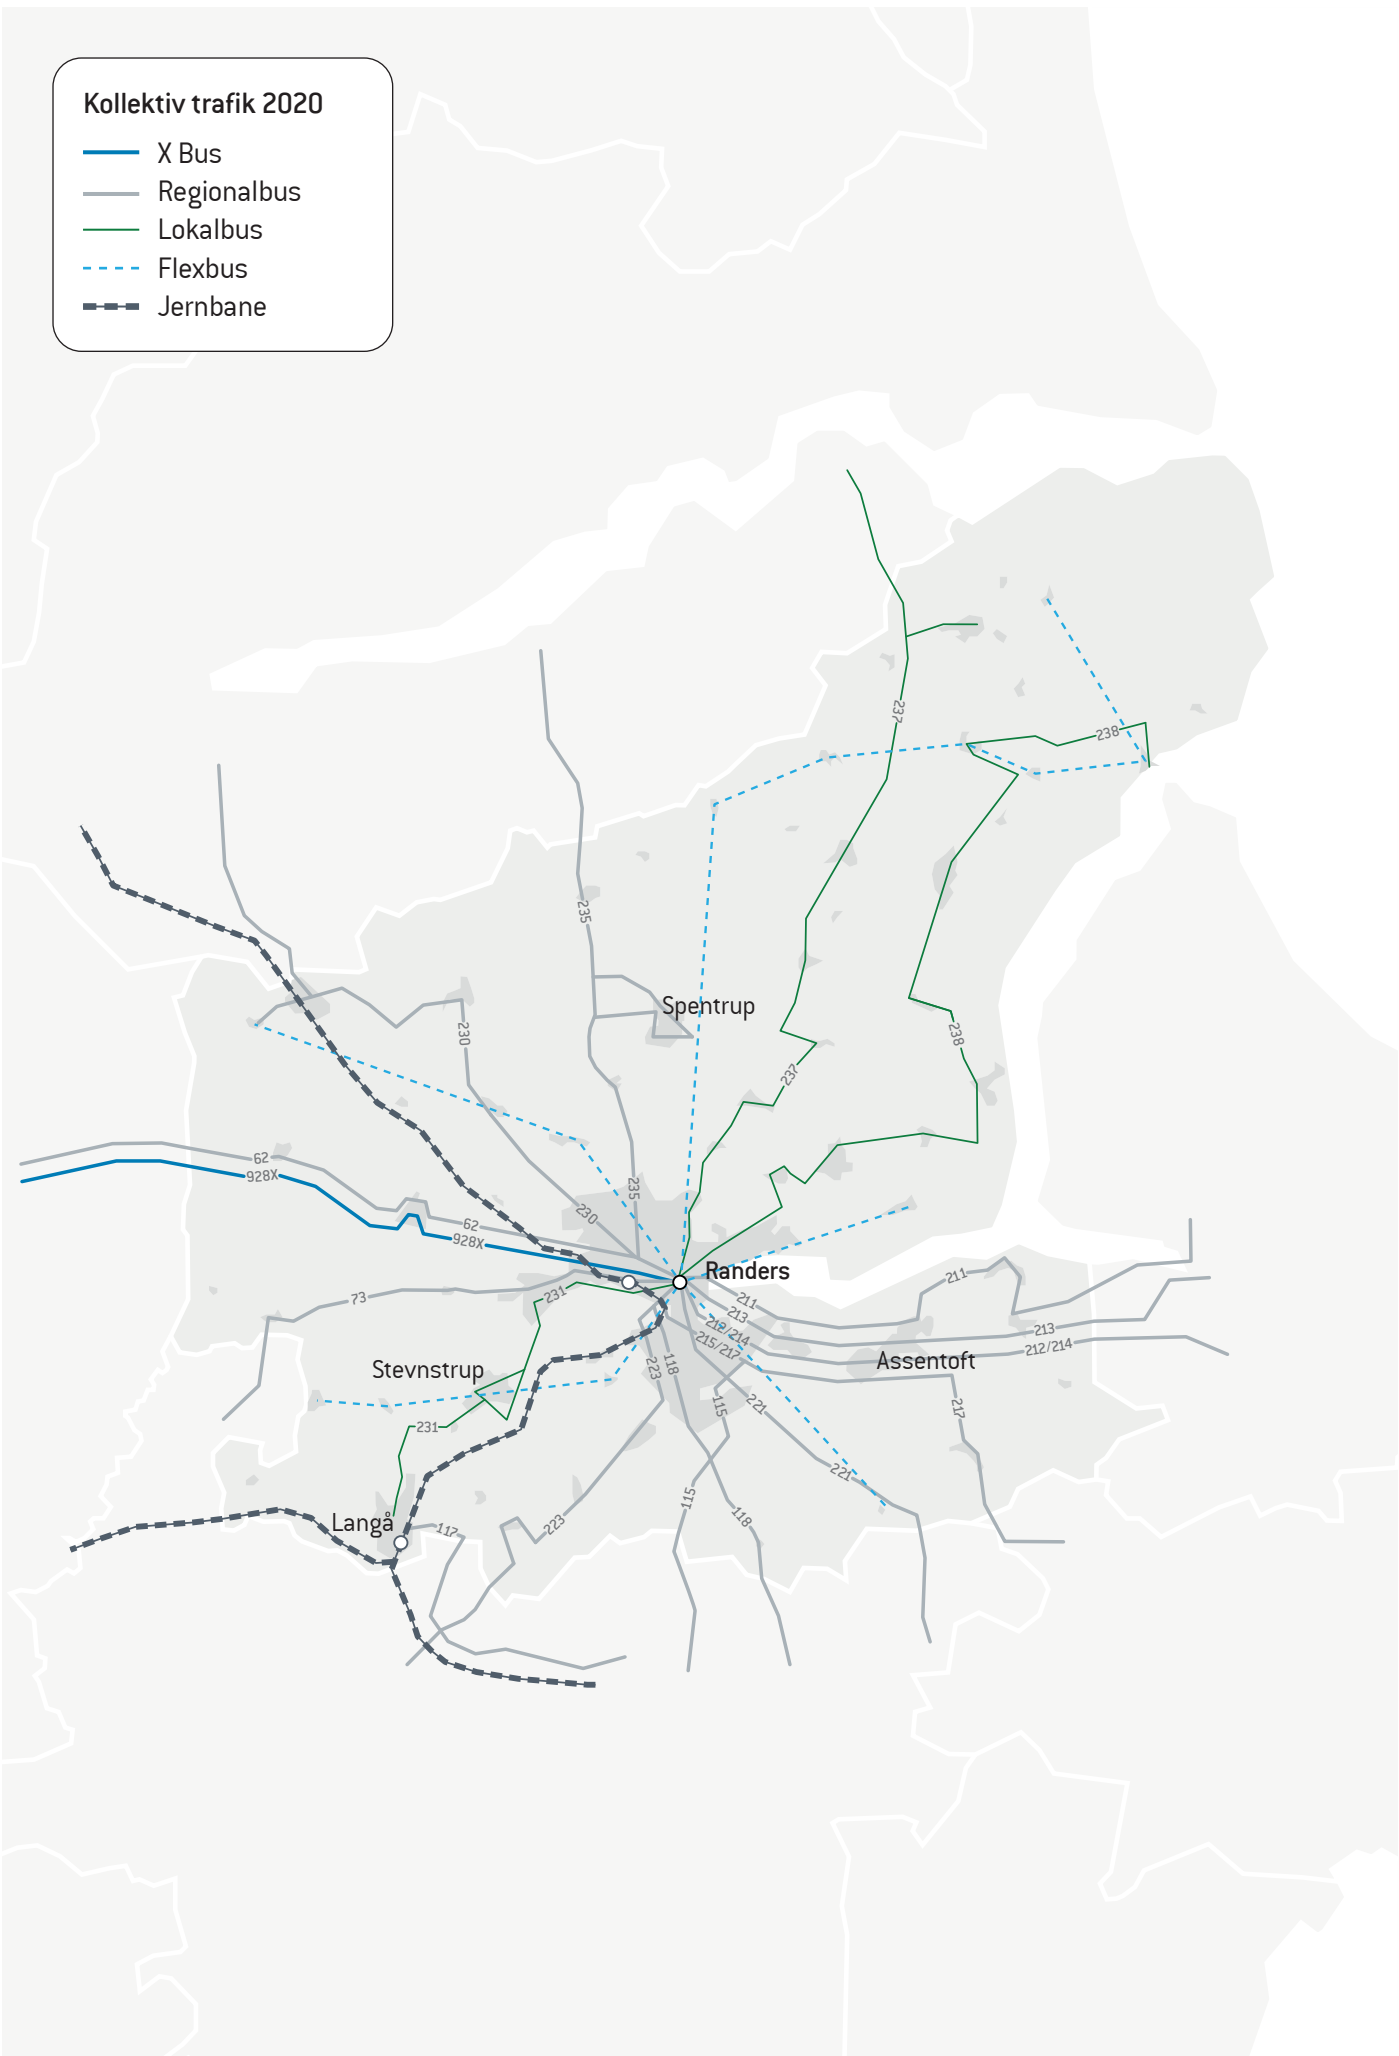 Kollektiv trafik 2020
X Bus
Regionalbus
Lokalbus
Flexbus
Jernbane
237
238
235
Spentrup
230
238
237
62
928X
235
230
62
928X
Randers
211
73
231
211
213
212/214
215/217
213
212/214
Assentoft
Stevnstrup
223
118
115
221
217
231
221
115
118
Langå
117
223